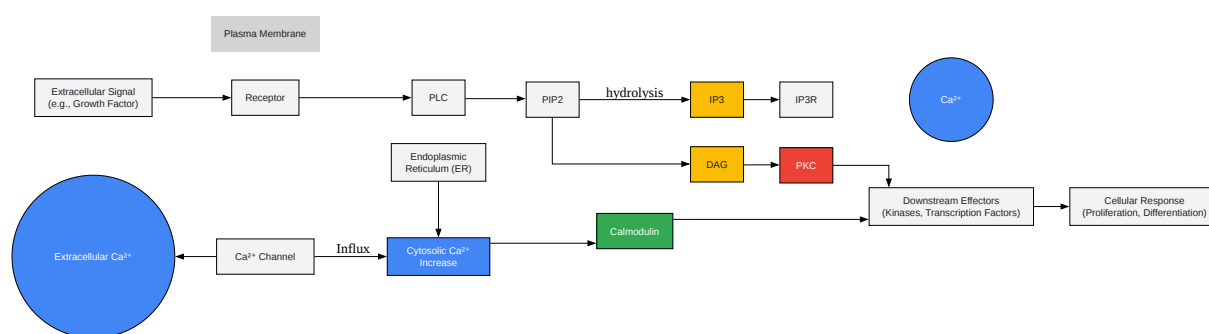 Plasma Membrane
Extracellular Signal
(e.g., Growth Factor)
Receptor
PLC
PIP2
hydrolysis
IP3
IP3R
Ca²⁺
Endoplasmic
Reticulum (ER)
DAG
PKC
Downstream Effectors
(Kinases, Transcription Factors)
Cellular Response
(Proliferation, Differentiation)
Calmodulin
Extracellular Ca²⁺
Ca²⁺ Channel
Influx
Cytosolic Ca²⁺
Increase